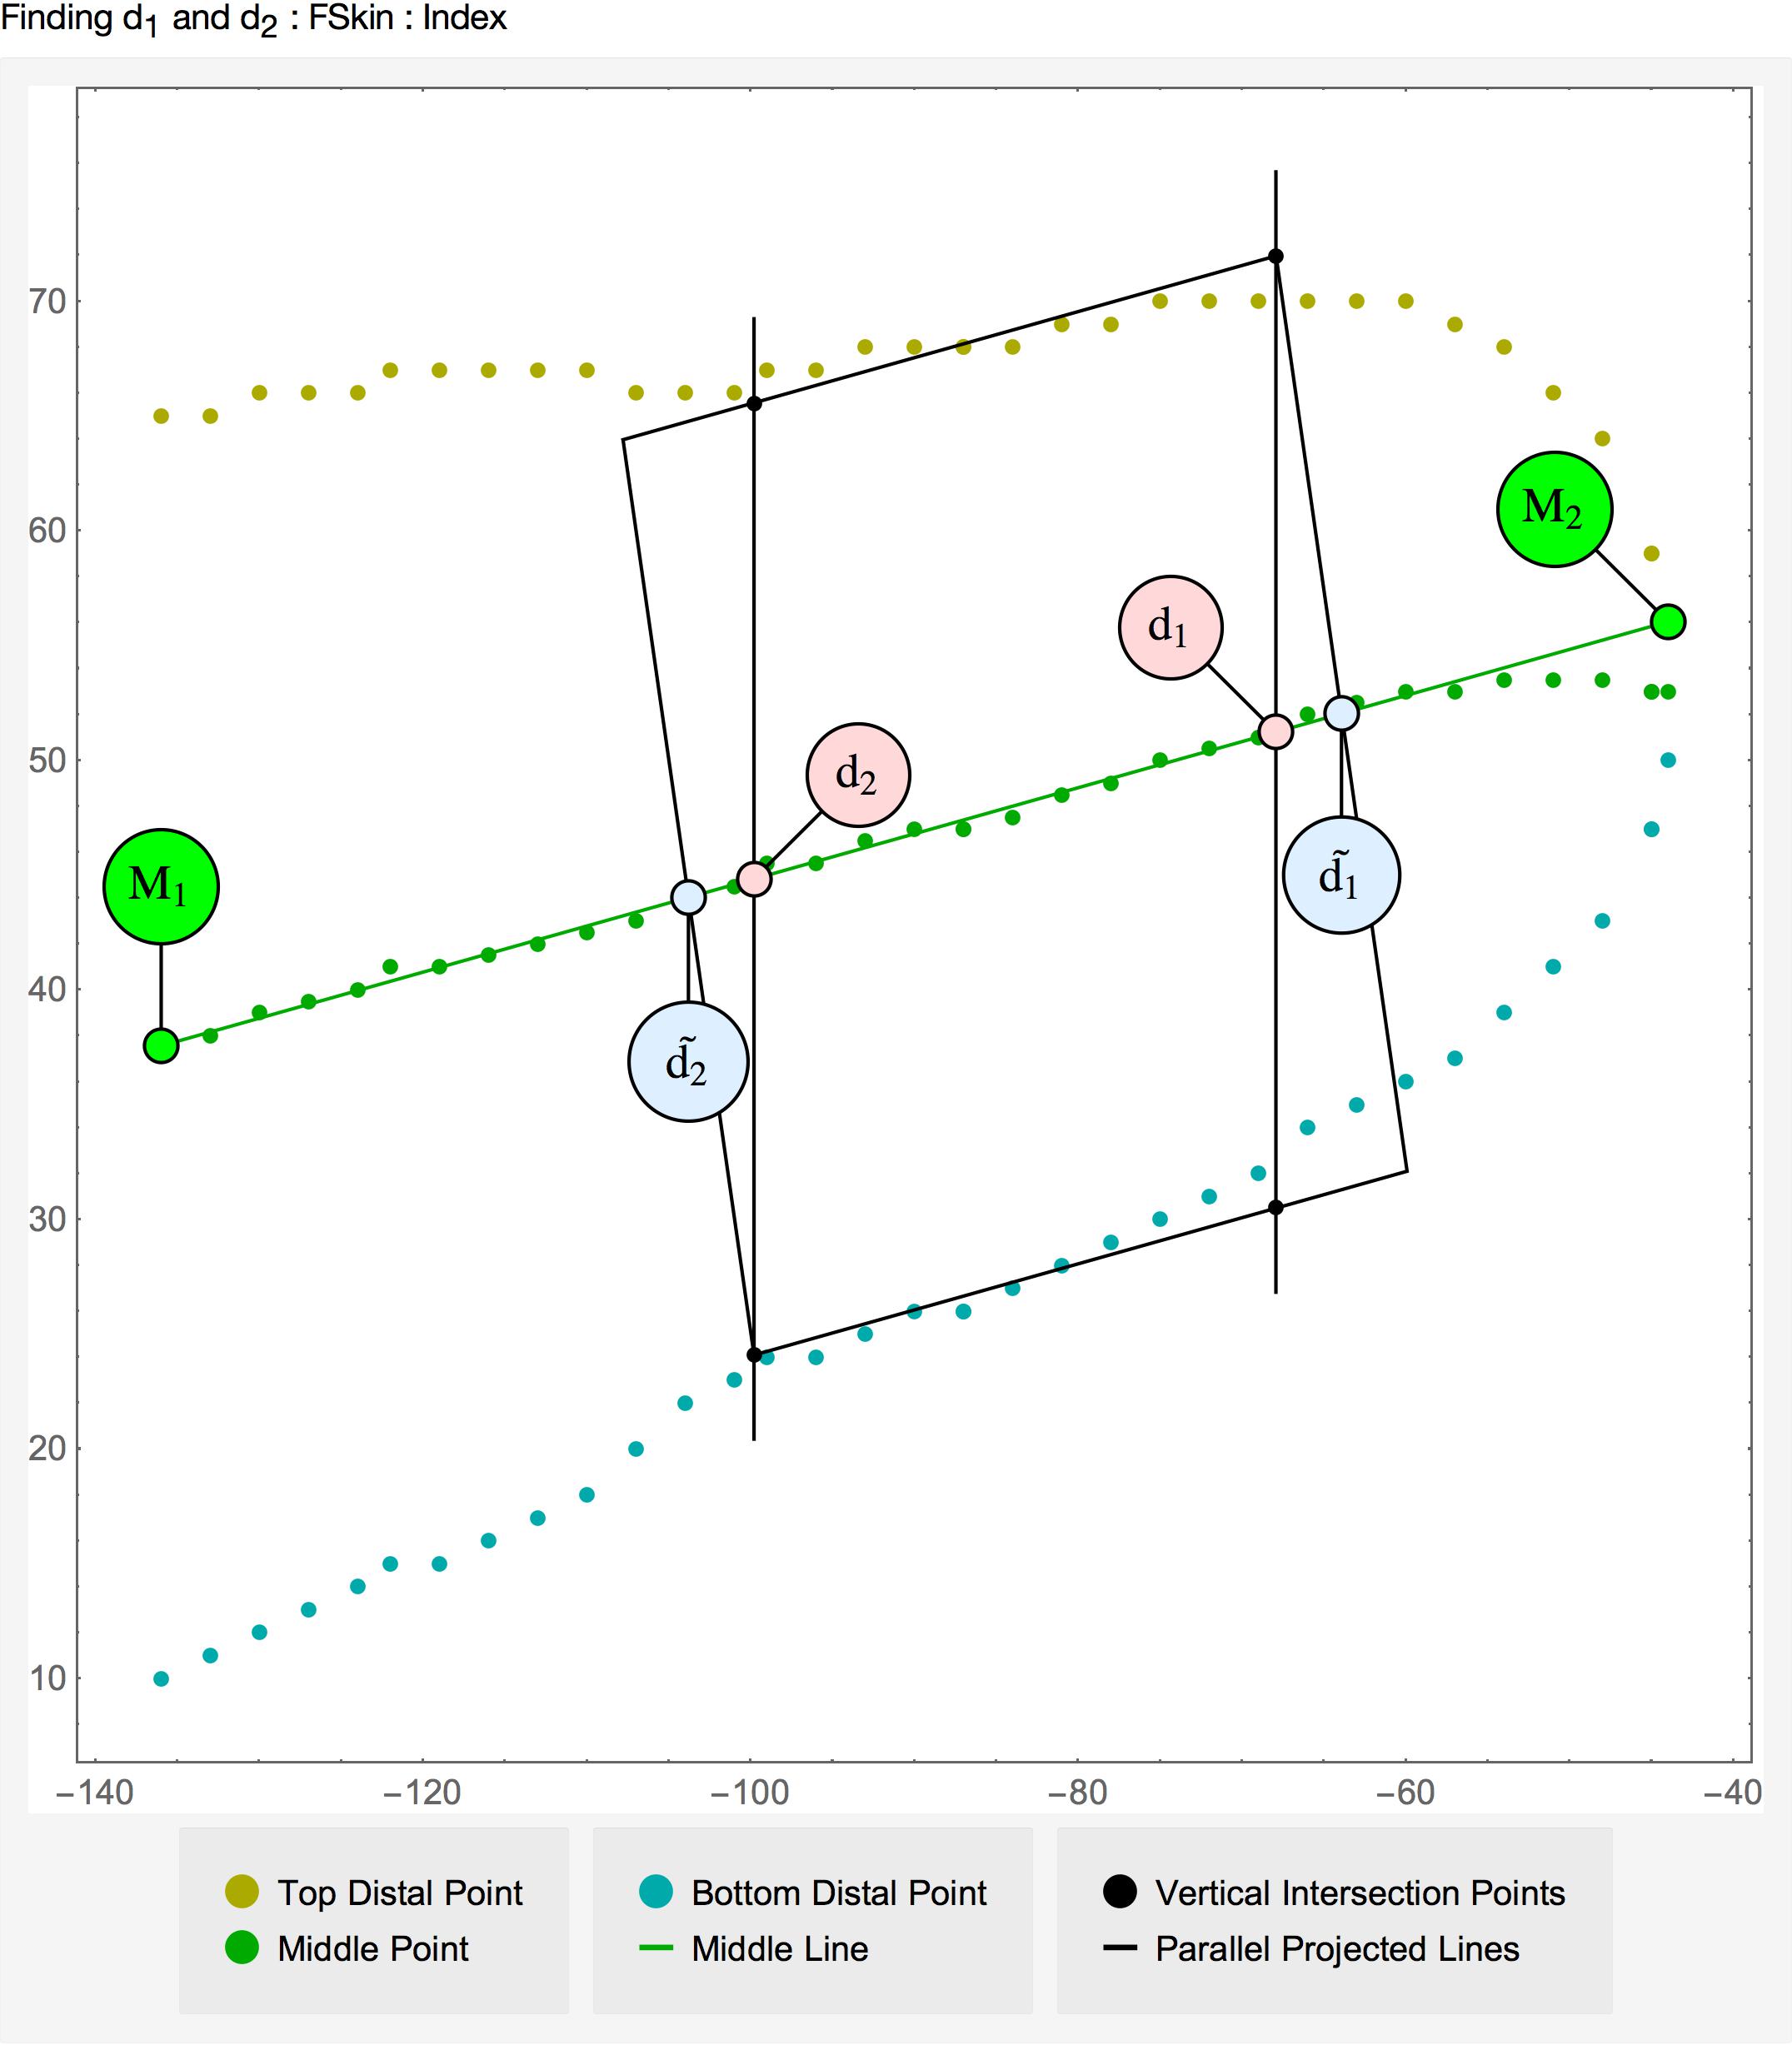 Finding d₁ and d₂ : FSkin : Index
70
60
50
40
30
20
10
M₂
d₁
d₂
M₁
d̃₁
d̃₂
−140 −120 −100 −80 −60 −40
Top Distal Point
Middle Point
Bottom Distal Point
Middle Line
Vertical Intersection Points
Parallel Projected Lines